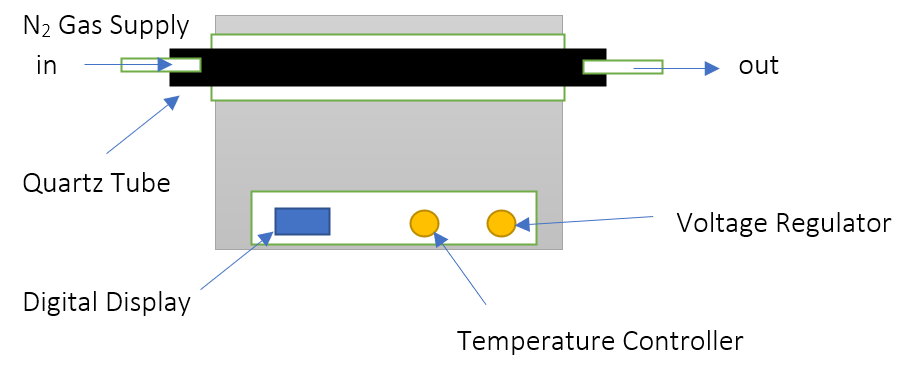 N₂ Gas Supply
in
out
Quartz Tube
Voltage Regulator
Digital Display
Temperature Controller